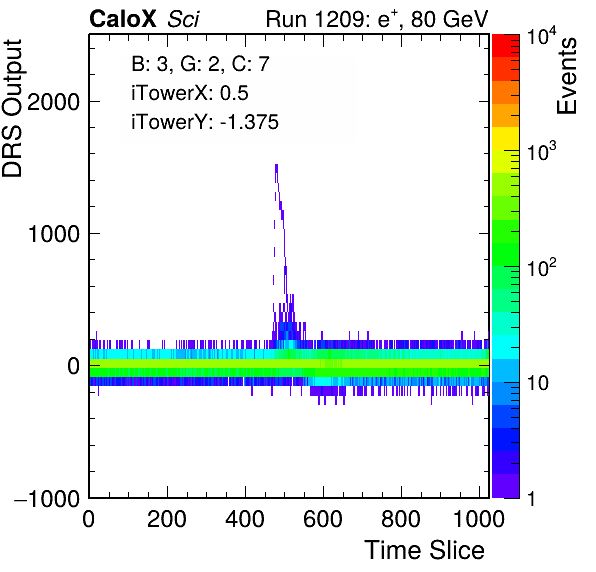 CaloX Sci Run 1209: e⁺, 80 GeV
DRS Output
Events
B: 3, G: 2, C: 7
iTowerX: 0.5
iTowerY: -1.375
2000
1000
0
−1000
0 200 400 600 800 1000
Time Slice
10⁴
10³
10²
10
1